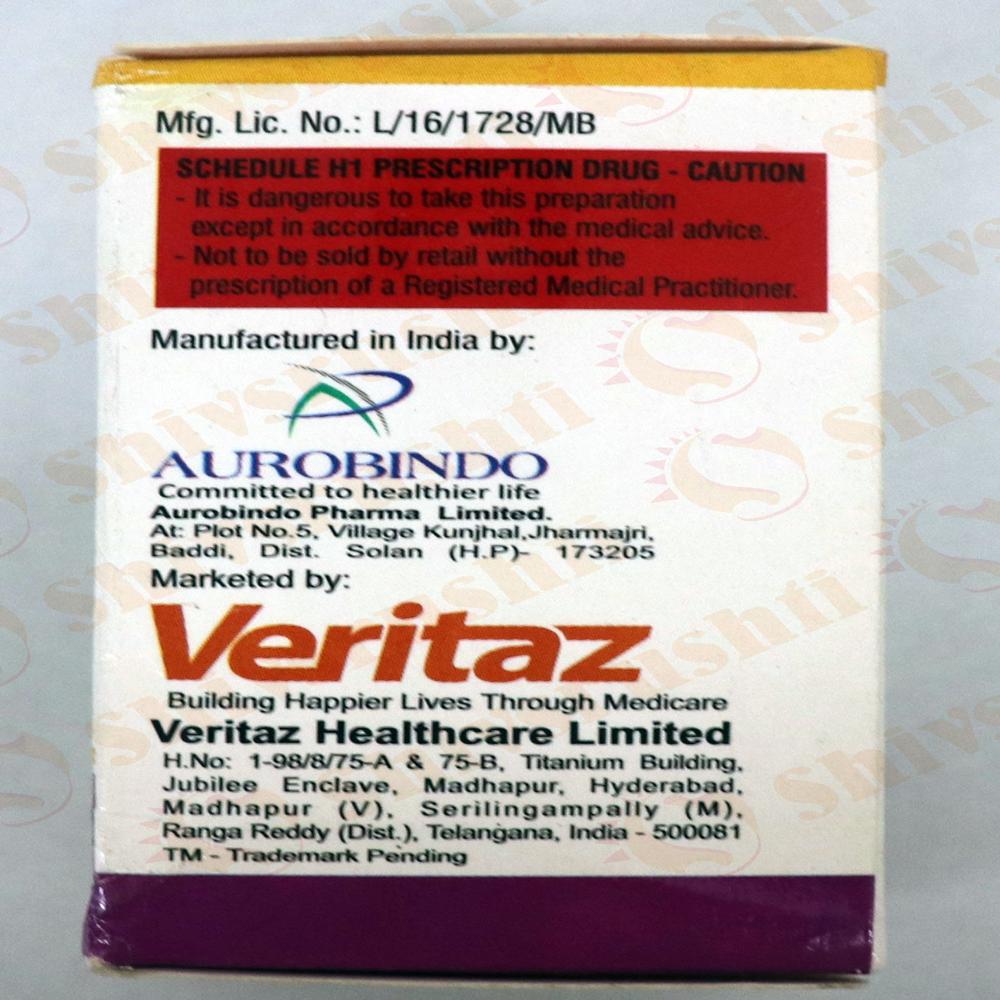 Mfg. Lic. No.: L/16/1728/MB
SCHEDULE H1 PRESCRIPTION DRUG - CAUTION
- It is dangerous to take this preparation
except in accordance with the medical advice.
- Not to be sold by retail without the
prescription of a Registered Medical Practitioner.
Manufactured in India by:
AUROBINDO
Committed to healthier life
Aurobindo Pharma Limited.
At: Plot No.5, Village Kunjhal,Jharmajri,
Baddi, Dist. Solan (H.P)- 173205
Marketed by:
Veritaz
Building Happier Lives Through Medicare
Veritaz Healthcare Limited
H.No: 1-98/8/75-A & 75-B, Titanium Building,
Jubilee Enclave, Madhapur, Hyderabad,
Madhapur (V), Serilingampally (M),
Ranga Reddy (Dist.), Telangana, India - 500081
TM - Trademark Pending
Shivshishti